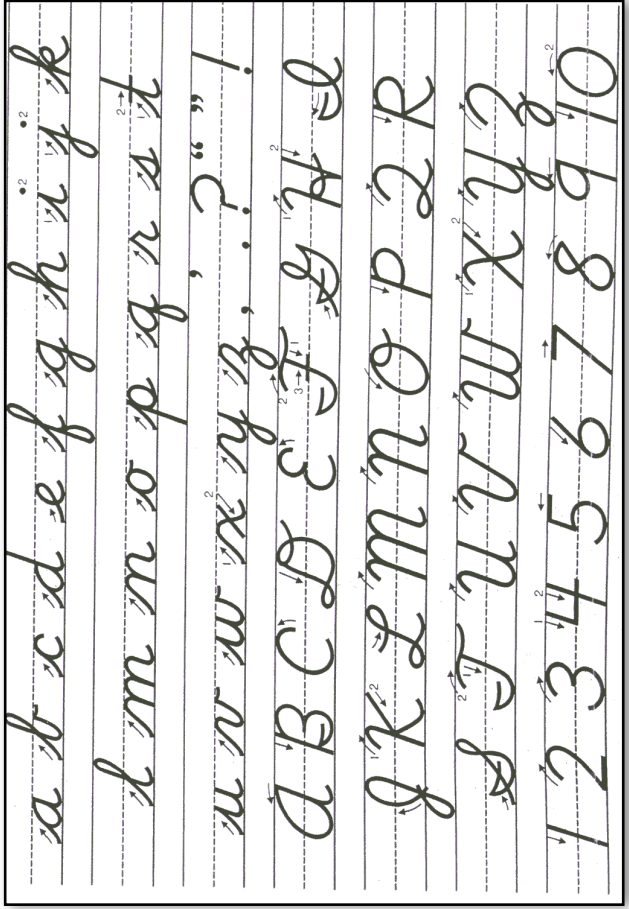 a b c d e f g h i j k
l m n o p q r s t
u v w x y z , ' . ? “ ” !
A B C D E F G H I
J K L M N O P Q R
S T U V W X Y Z
1 2 3 4 5 6 7 8 9 10